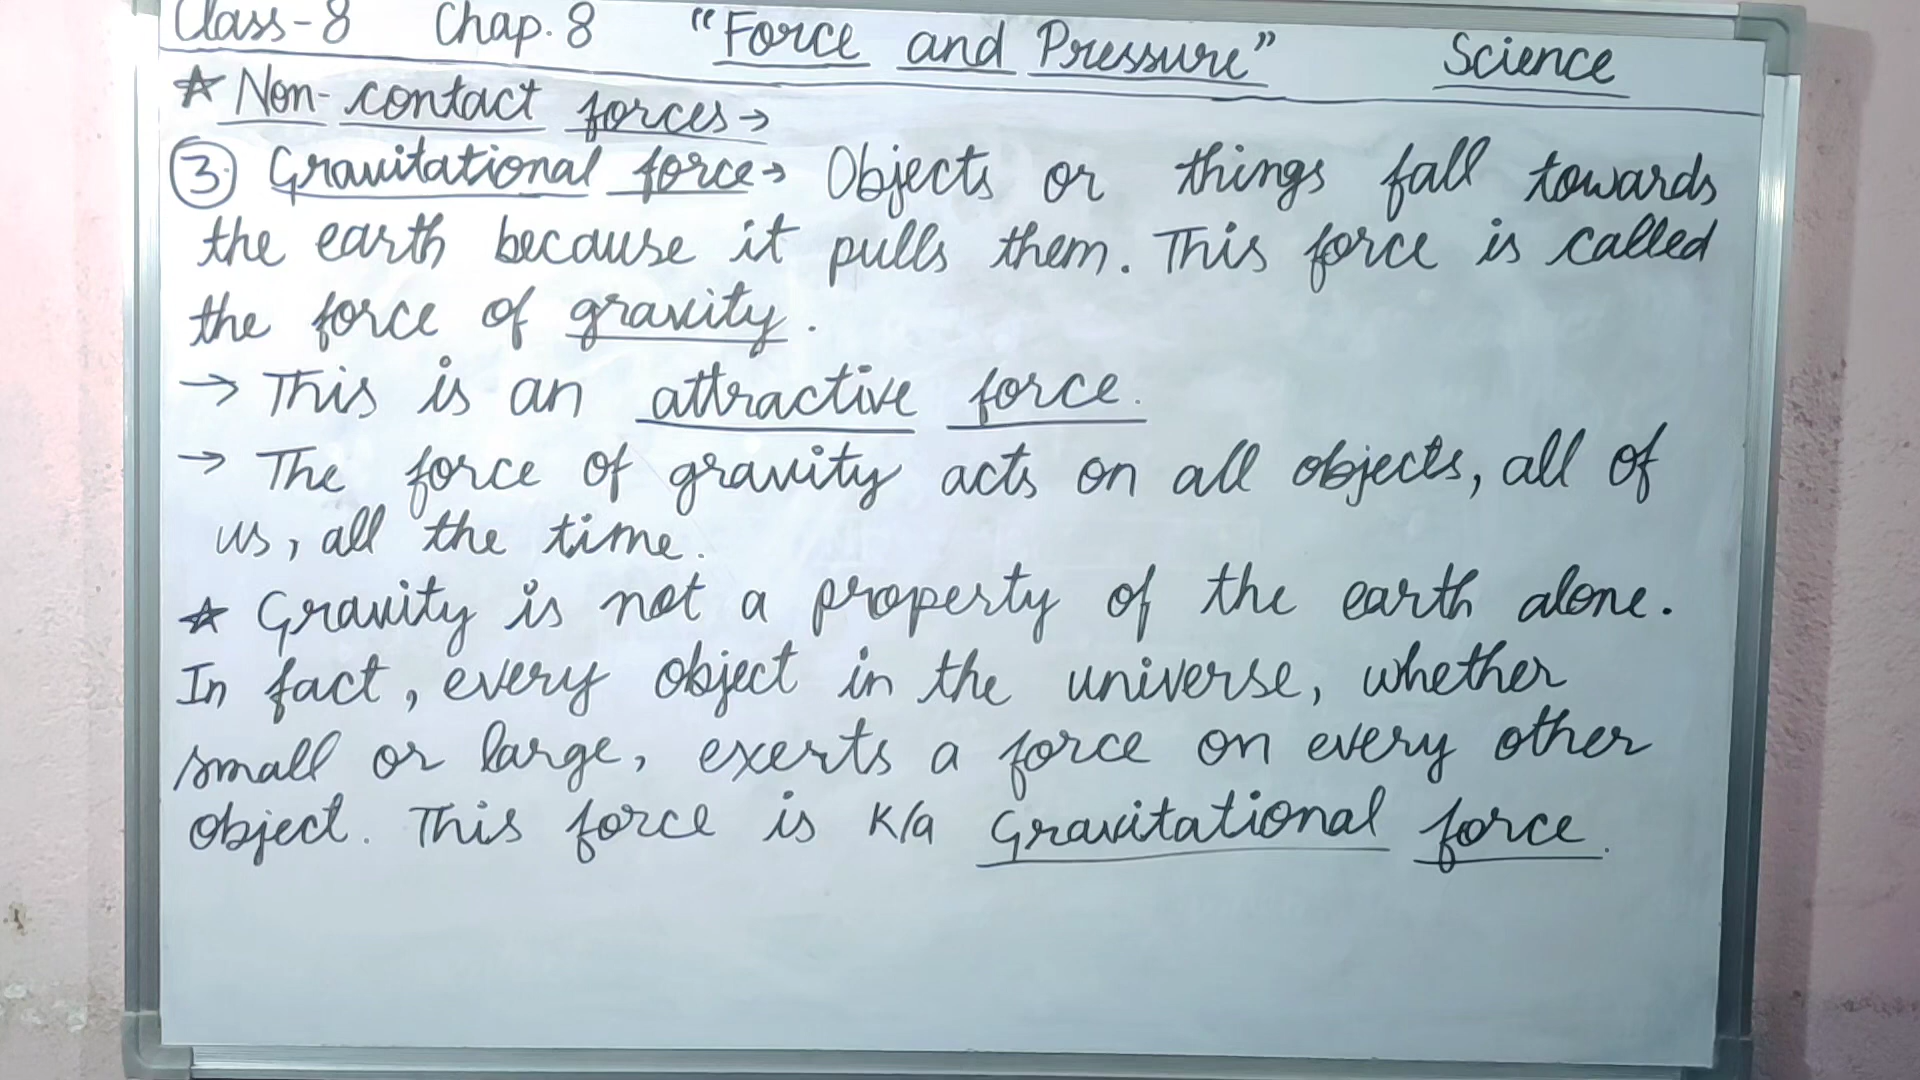 Class-8 Chap. 8 "Force and Pressure" Science
☆ Non-contact forces→
③ Gravitational force→ Objects or things fall towards
the earth because it pulls them. This force is called
the force of gravity.
→ This is an attractive force.
→ The force of gravity acts on all objects, all of
us, all the time.
☆ Gravity is not a property of the earth alone.
In fact, every object in the universe, whether
small or large, exerts a force on every other
object. This force is K/a Gravitational force.